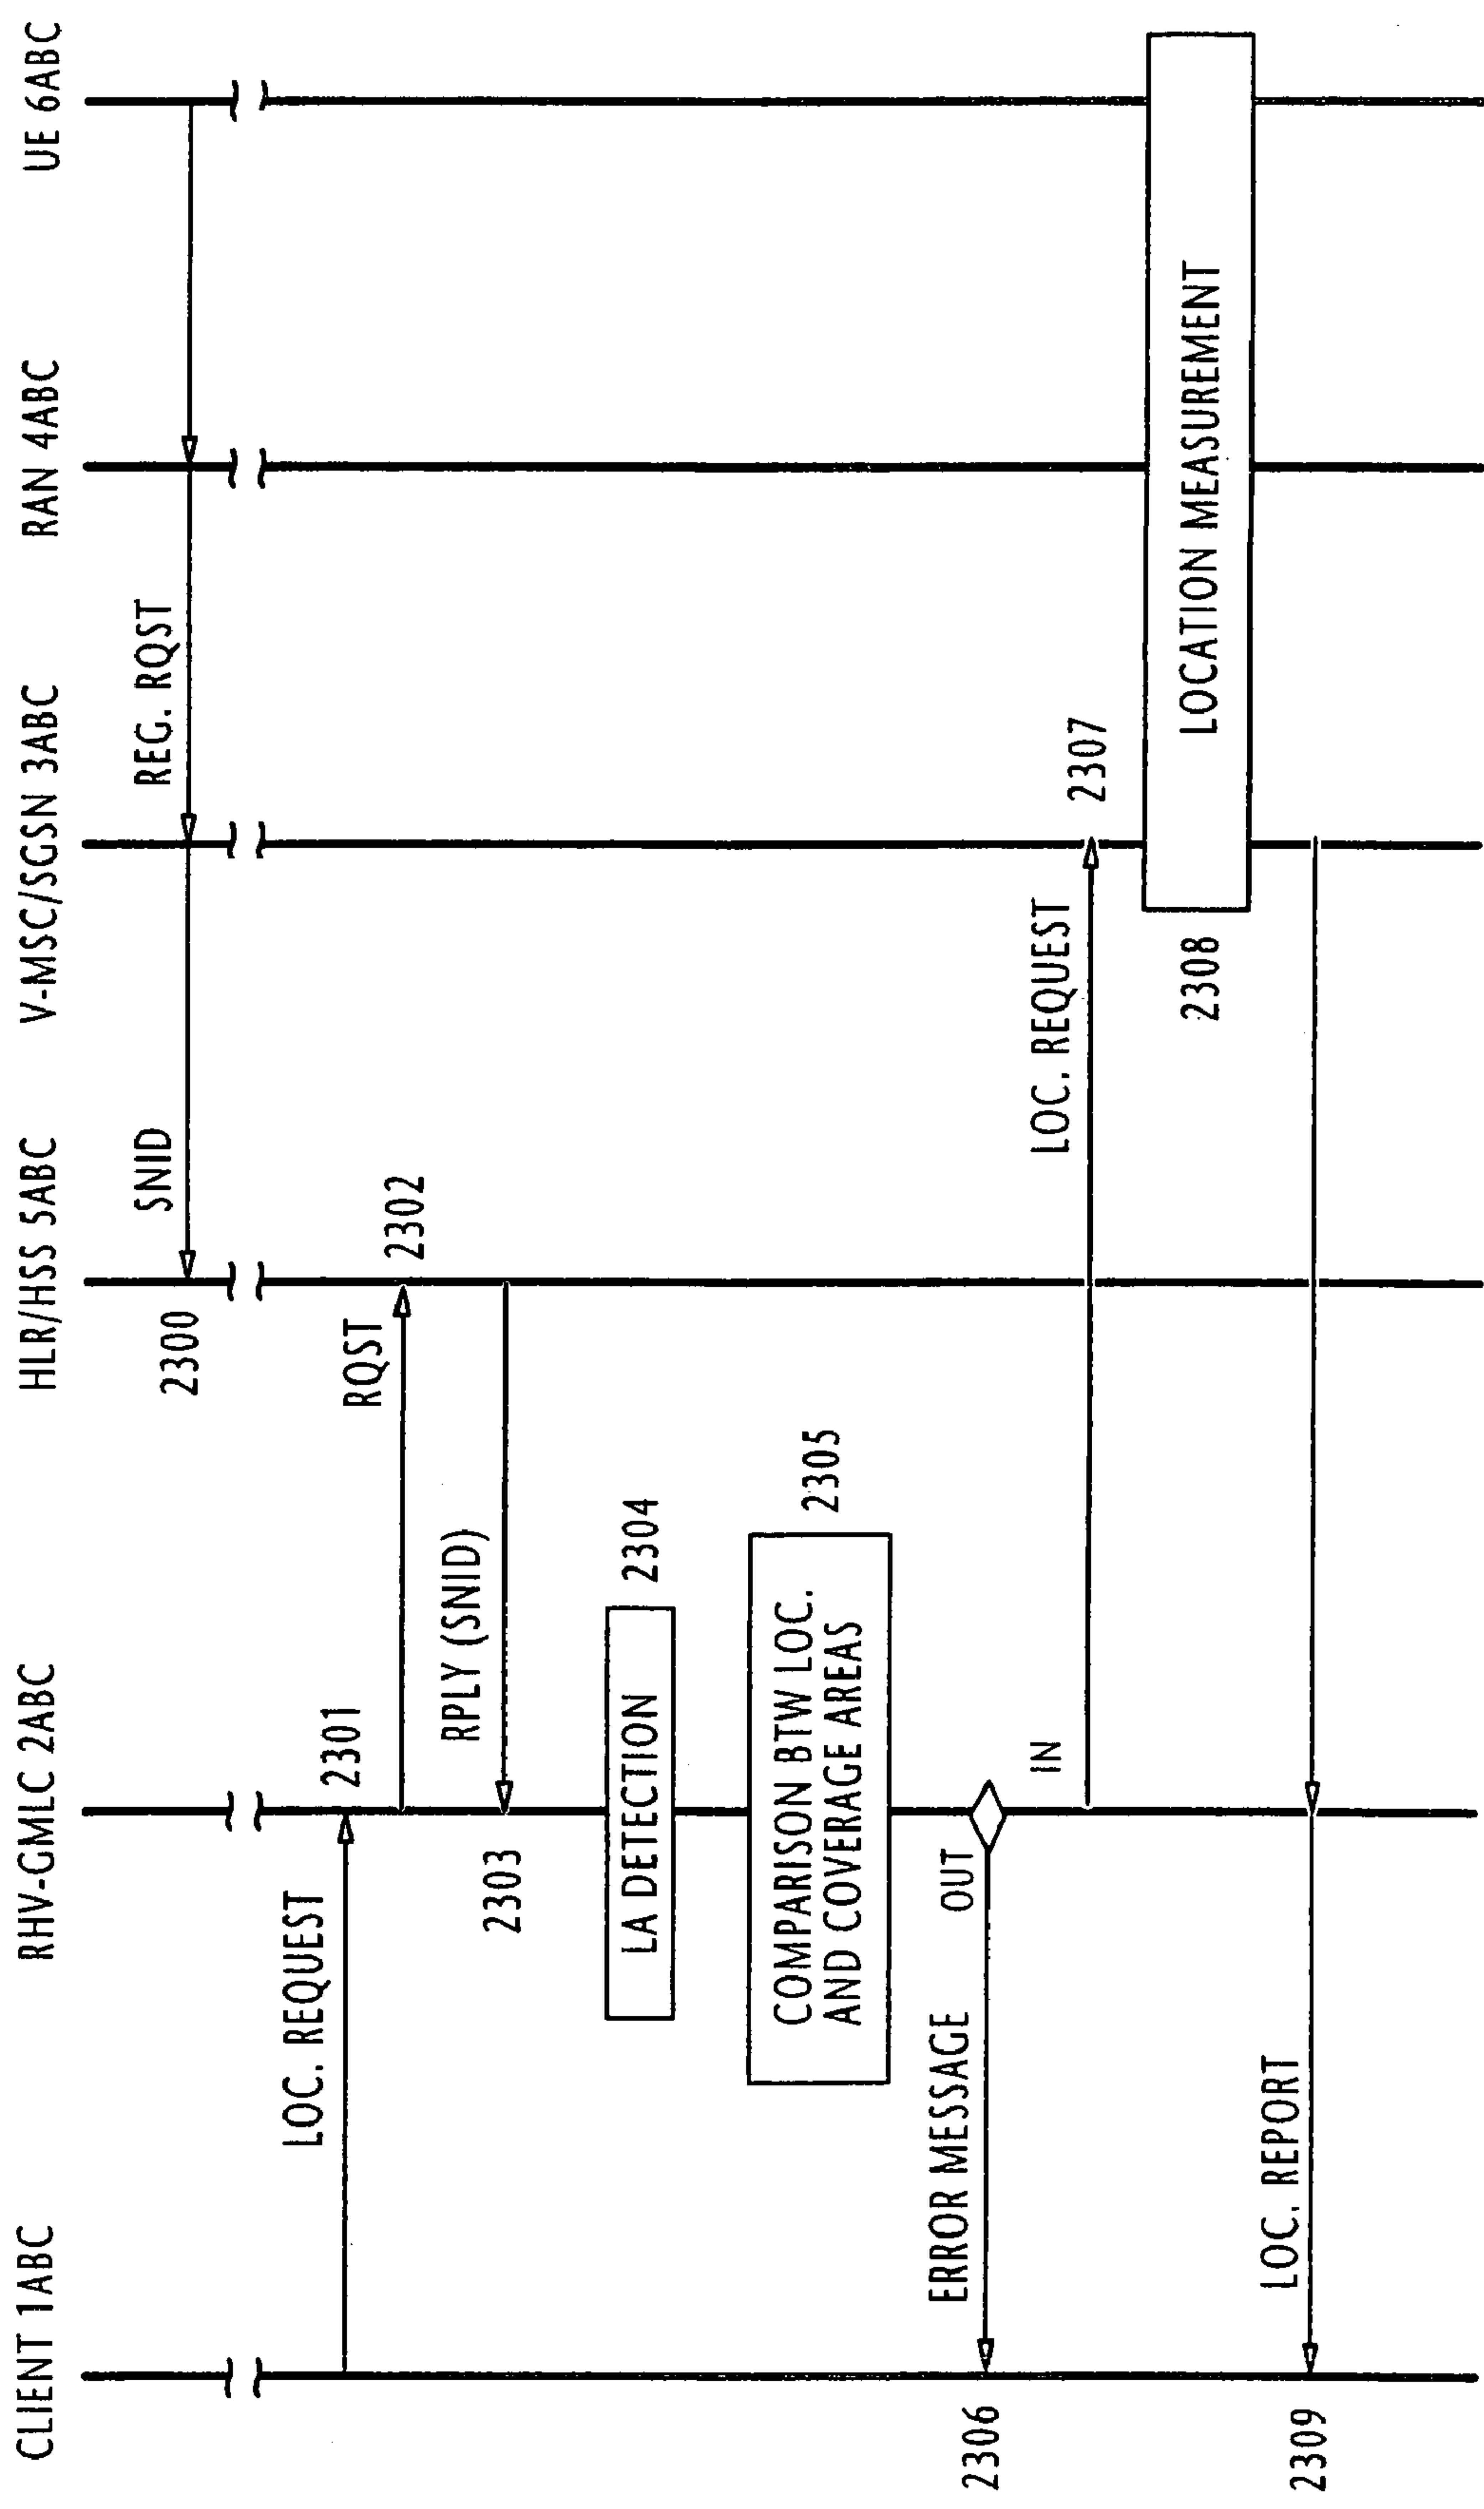 CLIENT 1ABC
RHV-GMLC 2ABC
HLR/HSS 5ABC
V-MSC/SGSN 3ABC
RAN 4ABC
UE 6ABC
2300
SNID
REG. RQST
LOC. REQUEST
2301
RQST
2302
RPLY (SNID)
2303
LA DETECTION
2304
COMPARISON BTW LOC.
AND COVERAGE AREAS
2305
ERROR MESSAGE
OUT
2306
IN
LOC. REQUEST
2307
2308
LOCATION MEASUREMENT
LOC. REPORT
2309